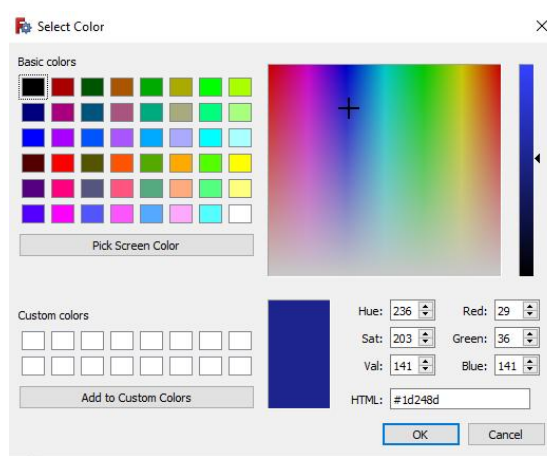 Select Color
Basic colors
Pick Screen Color
Custom colors
Add to Custom Colors
Hue: 236 Red: 29
Sat: 203 Green: 36
Val: 141 Blue: 141
HTML: #1d248d
OK Cancel